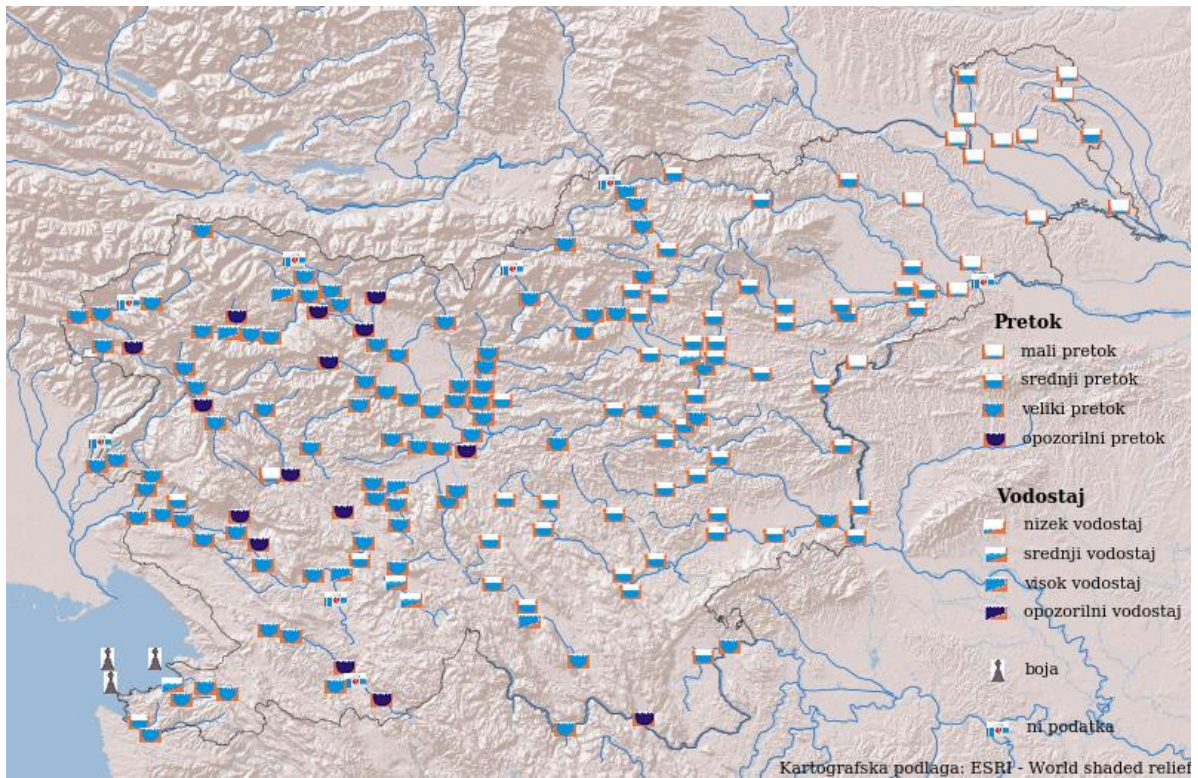 Pretok
mali pretok
srednji pretok
veliki pretok
opozorilni pretok
Vodostaj
nizek vodostaj
srednji vodostaj
visok vodostaj
opozorilni vodostaj
boja
ni podatka
Kartografska podlaga: ESRI - World shaded relief